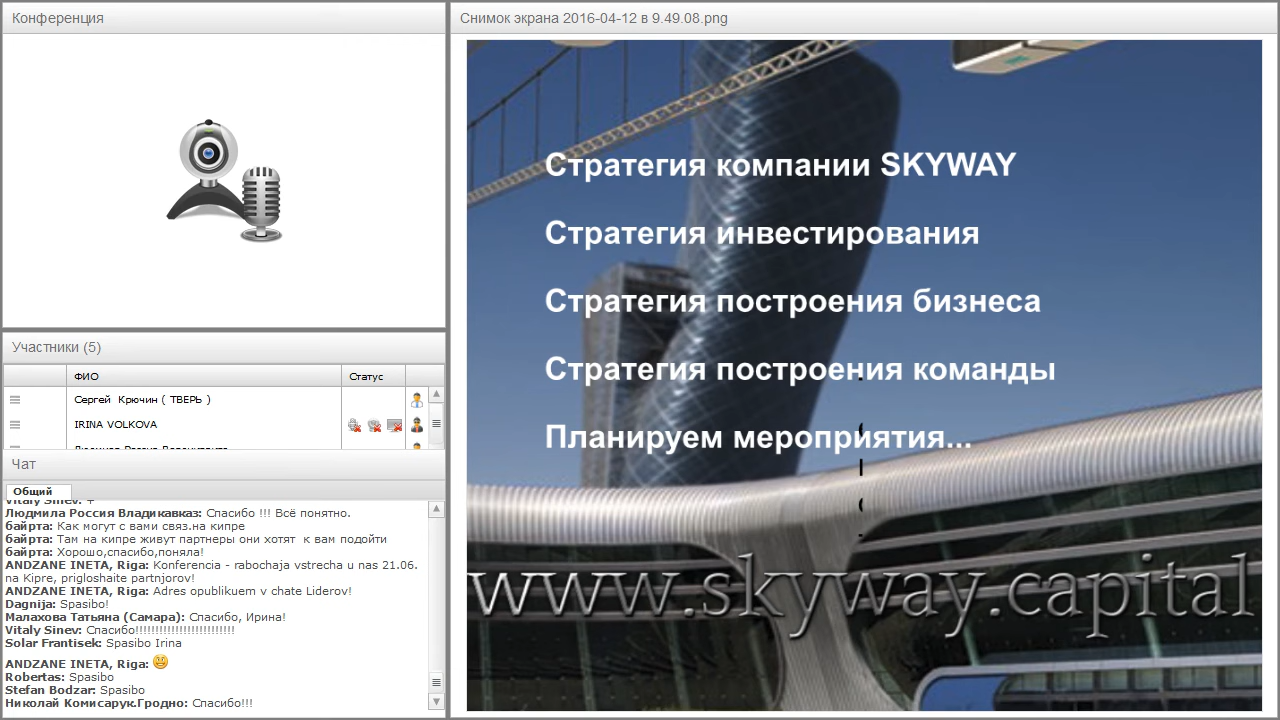 Конференция
Снимок экрана 2016-04-12 в 9.49.08.png
Стратегия компании SKYWAY
Стратегия инвестирования
Стратегия построения бизнеса
Стратегия построения команды
Планируем мероприятия...
www.skyway.capital
Участники (5)
ФИО
Статус
Сергей Крючин ( ТВЕРЬ )
IRINA VOLKOVA
Чат
Общий
Vitaly Sinev: +
Людмила Россия Владикавказ: Спасибо !!! Всё понятно.
байрта: Как могут с вами связ.на кипре
байрта: Там на кипре живут партнеры они хотят к вам подойти
байрта: Хорошо,спасибо,поняла!
ANDZANE INETA, Riga: Konferencia - rabochaja vstrecha u nas 21.06.
na Kipre, prigloshaite partnjorov!
ANDZANE INETA, Riga: Adres opublikuem v chate Liderov!
Dagnija: Spasibo!
Малахова Татьяна (Самара): Спасибо, Ирина!
Vitaly Sinev: Спасибо!!!!!!!!!!!!!!!!!!!!!!!!!
Solar Frantisek: Spasibo Irina
ANDZANE INETA, Riga:
Robertas: Spasibo
Stefan Bodzar: Spasibo
Николай Комисарук.Гродно: Спасибо!!!